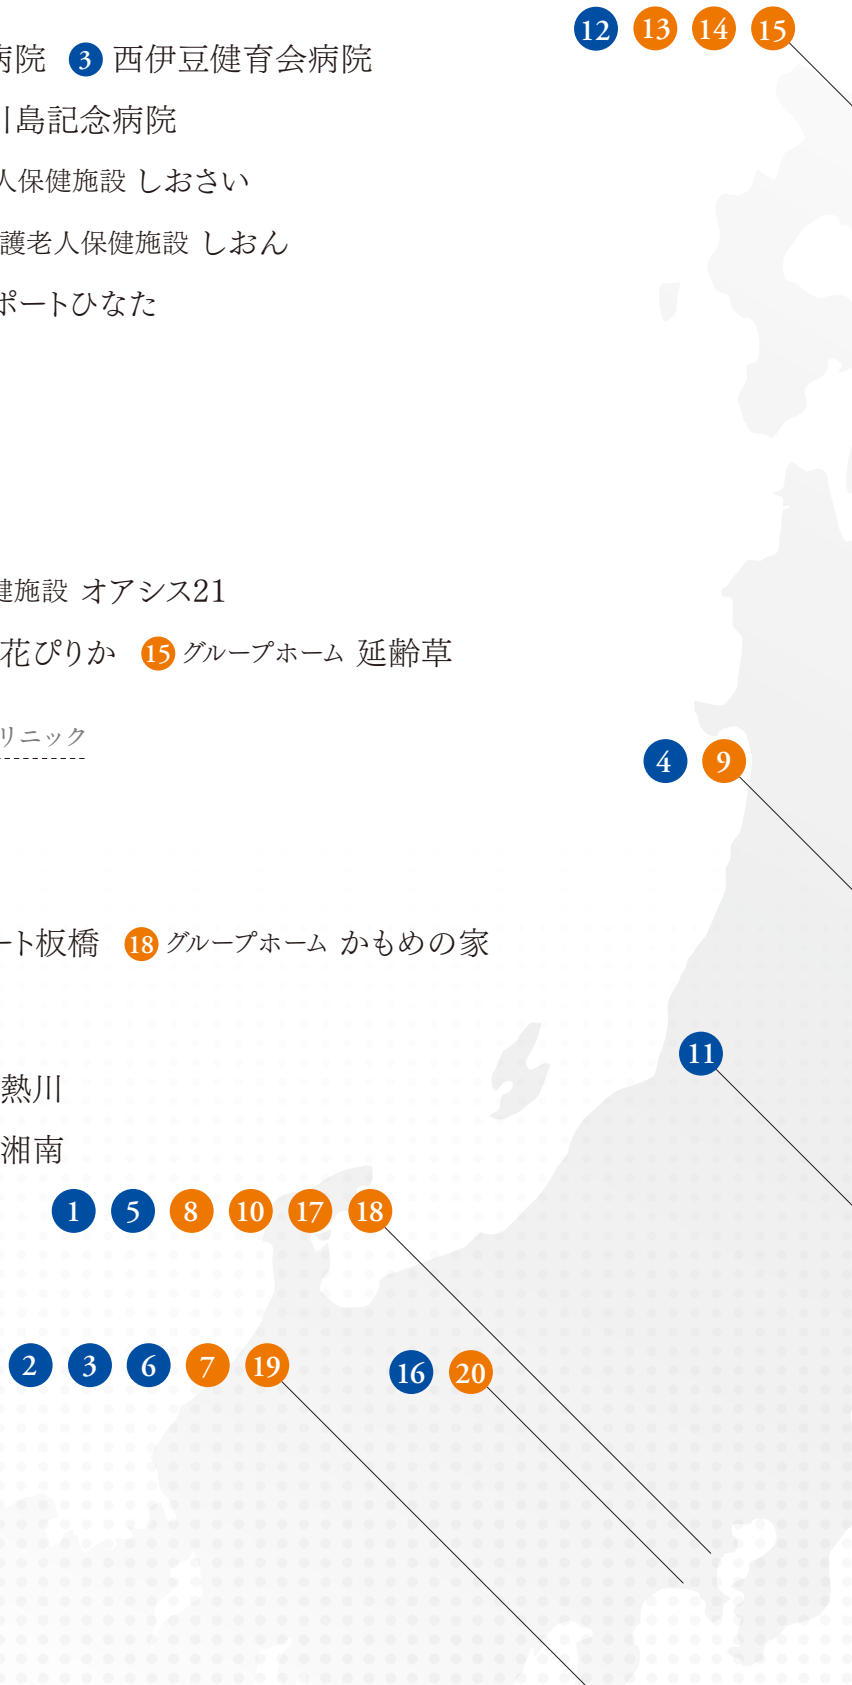 12 13 14 15
病院 3 西伊豆健育会病院
川島記念病院
人保健施設 しおさい
護老人保健施設 しおん
ポートひなた
健施設 オアシス21
花ぴりか 15 グループホーム 延齢草
リニック
4 9
ート板橋 18 グループホーム かもめの家
11
熱川
湘南
1 5 8 10 17 18
2 3 6 7 19
16 20